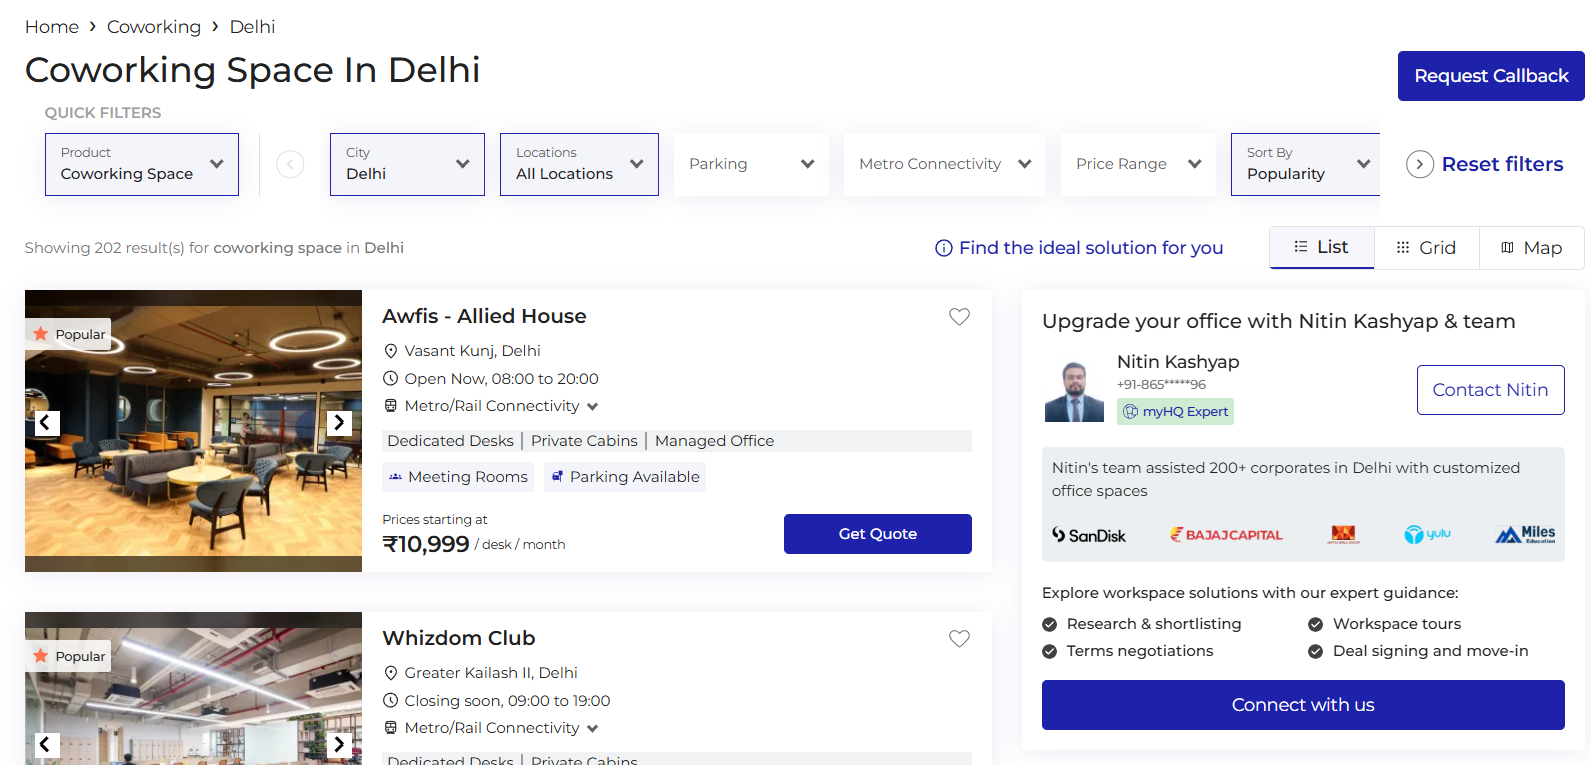 Home > Coworking > Delhi
Coworking Space In Delhi
Request Callback
QUICK FILTERS
Product
Coworking Space
City
Delhi
Locations
All Locations
Parking
Metro Connectivity
Price Range
Sort By
Popularity
Reset filters
Showing 202 result(s) for coworking space in Delhi
Find the ideal solution for you
List
Grid
Map
Popular
Awfis - Allied House
Vasant Kunj, Delhi
Open Now, 08:00 to 20:00
Metro/Rail Connectivity
Dedicated Desks | Private Cabins | Managed Office
Meeting Rooms
Parking Available
Prices starting at
₹10,999 / desk / month
Get Quote
Popular
Whizdom Club
Greater Kailash II, Delhi
Closing soon, 09:00 to 19:00
Metro/Rail Connectivity
Dedicated Desks | Private Cabins
Upgrade your office with Nitin Kashyap & team
Nitin Kashyap
+91-865*****96
myHQ Expert
Contact Nitin
Nitin's team assisted 200+ corporates in Delhi with customized
office spaces
SanDisk
BAJAJ CAPITAL
yulu
Miles
Education
Explore workspace solutions with our expert guidance:
Research & shortlisting
Workspace tours
Terms negotiations
Deal signing and move-in
Connect with us